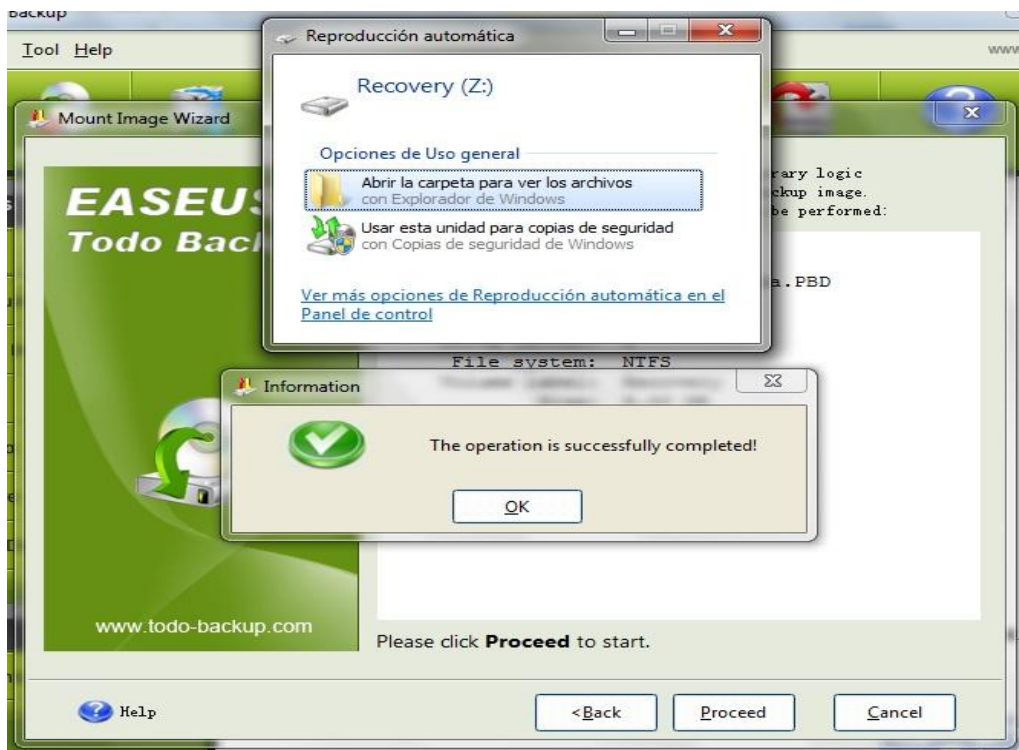 Backup
Tool Help
www
Reproducción automática
Recovery (Z:)
Opciones de Uso general
Abrir la carpeta para ver los archivos
con Explorador de Windows
Usar esta unidad para copias de seguridad
con Copias de seguridad de Windows
Ver más opciones de Reproducción automática en el
Panel de control
Mount Image Wizard
EASEUS
Todo Bac
rary logic
ckup image.
be performed:
a.PBD
File system: NTFS
Information
The operation is successfully completed!
OK
www.todo-backup.com
Please click Proceed to start.
Help
<Back
Proceed
Cancel